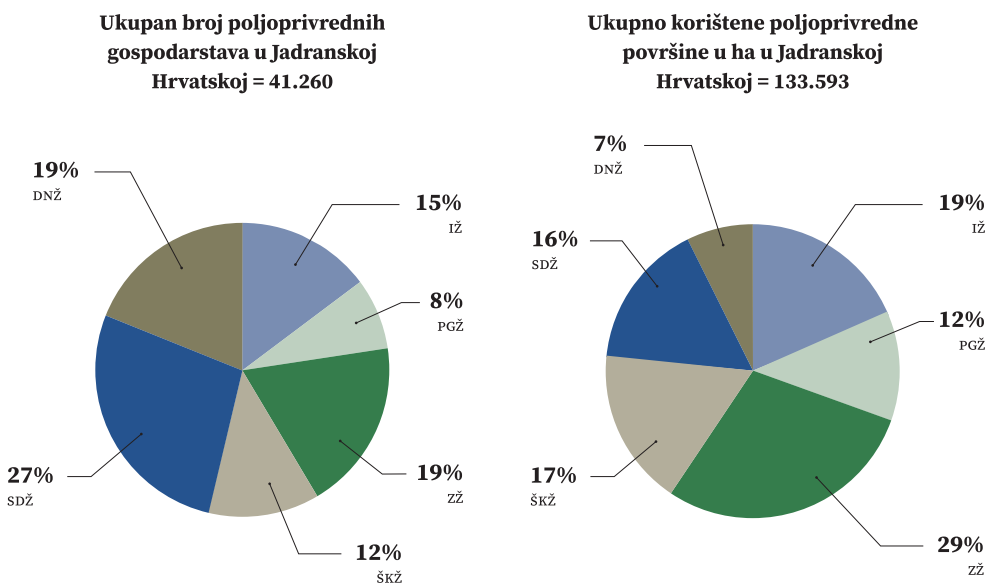 Ukupan broj poljoprivrednih
gospodarstava u Jadranskoj
Hrvatskoj = 41.260
19%
DNŽ
15%
IŽ
8%
PGŽ
27%
SDŽ
19%
ZŽ
12%
ŠKŽ
Ukupno korištene poljoprivredne
površine u ha u Jadranskoj
Hrvatskoj = 133.593
7%
DNŽ
19%
IŽ
16%
SDŽ
12%
PGŽ
17%
ŠKŽ
29%
ZŽ